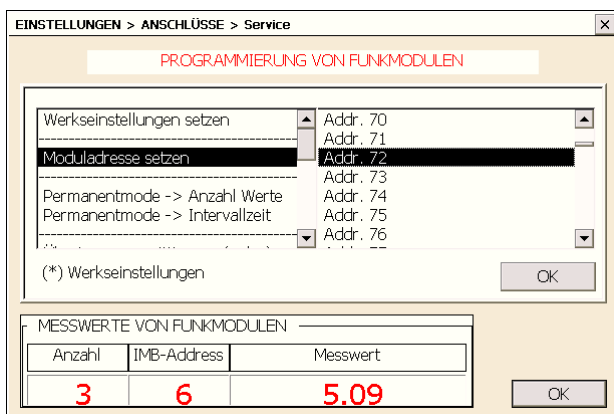 EINSTELLUNGEN > ANSCHLÜSSE > Service
PROGRAMMIERUNG VON FUNKMODULEN
Werkseinstellungen setzen
Moduladresse setzen
Permanentmode -> Anzahl Werte
Permanentmode -> Intervallzeit
Addr. 70
Addr. 71
Addr. 72
Addr. 73
Addr. 74
Addr. 75
Addr. 76
(*) Werkseinstellungen
OK
MESSWERTE VON FUNKMODULEN
Anzahl IMB-Address Messwert
3 6 5.09
OK